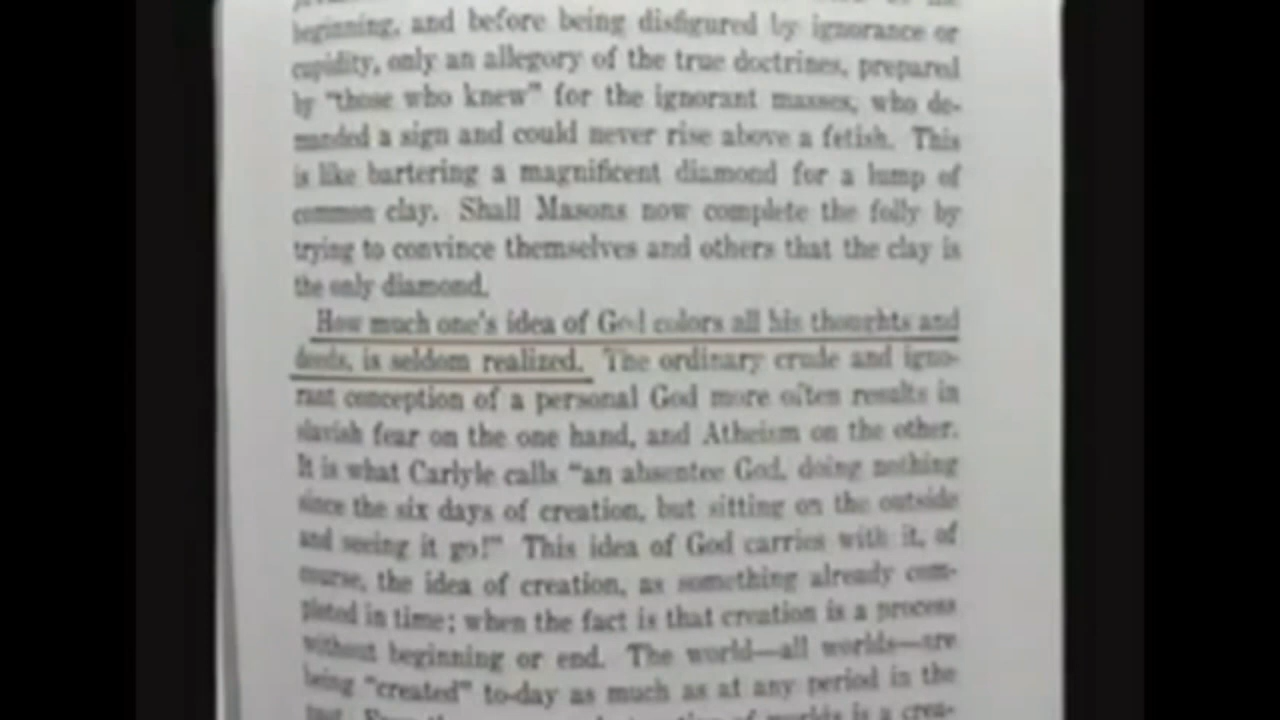 beginning, and before being disfigured by ignorance or
cupidity, only an allegory of the true doctrines, prepared
by "those who knew" for the ignorant masses, who de-
manded a sign and could never rise above a fetish. This
is like bartering a magnificent diamond for a lump of
common clay. Shall Masons now complete the folly by
trying to convince themselves and others that the clay is
the only diamond.
How much one's idea of God colors all his thoughts and
deeds, is seldom realized. The ordinary crude and igno-
rant conception of a personal God more often results in
slavish fear on the one hand, and Atheism on the other.
It is what Carlyle calls "an absentee God, doing nothing
since the six days of creation, but sitting on the outside
and seeing it go!" This idea of God carries with it, of
course, the idea of creation, as something already com-
pleted in time; when the fact is that creation is a process
without beginning or end. The world—all worlds—are
being "created" to-day as much as at any period in the
of worlds is a crea-